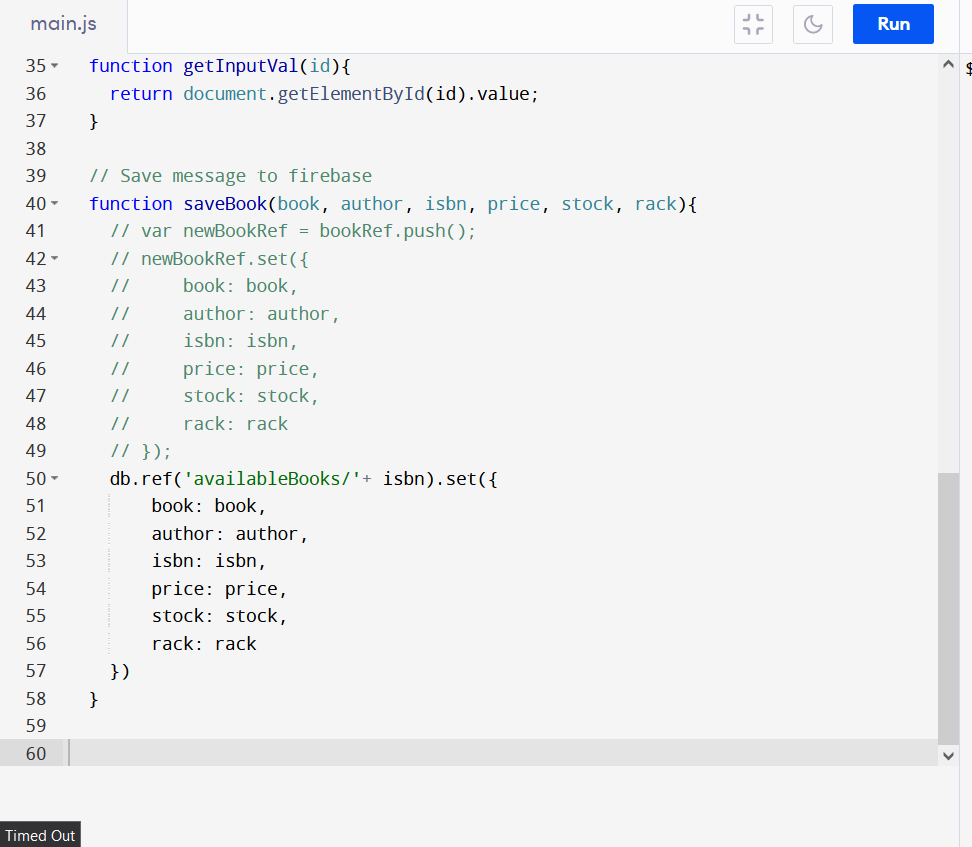 main.js
Run
35 function getInputVal(id){
$
36 return document.getElementById(id).value;
37 }
38
39 // Save message to firebase
40 function saveBook(book, author, isbn, price, stock, rack){
41 // var newBookRef = bookRef.push();
42 // newBookRef.set({
43 //     book: book,
44 //     author: author,
45 //     isbn: isbn,
46 //     price: price,
47 //     stock: stock,
48 //     rack: rack
49 // });
50 db.ref('availableBooks/'+ isbn).set({
51 book: book,
52 author: author,
53 isbn: isbn,
54 price: price,
55 stock: stock,
56 rack: rack
57 })
58 }
59
60
Timed Out